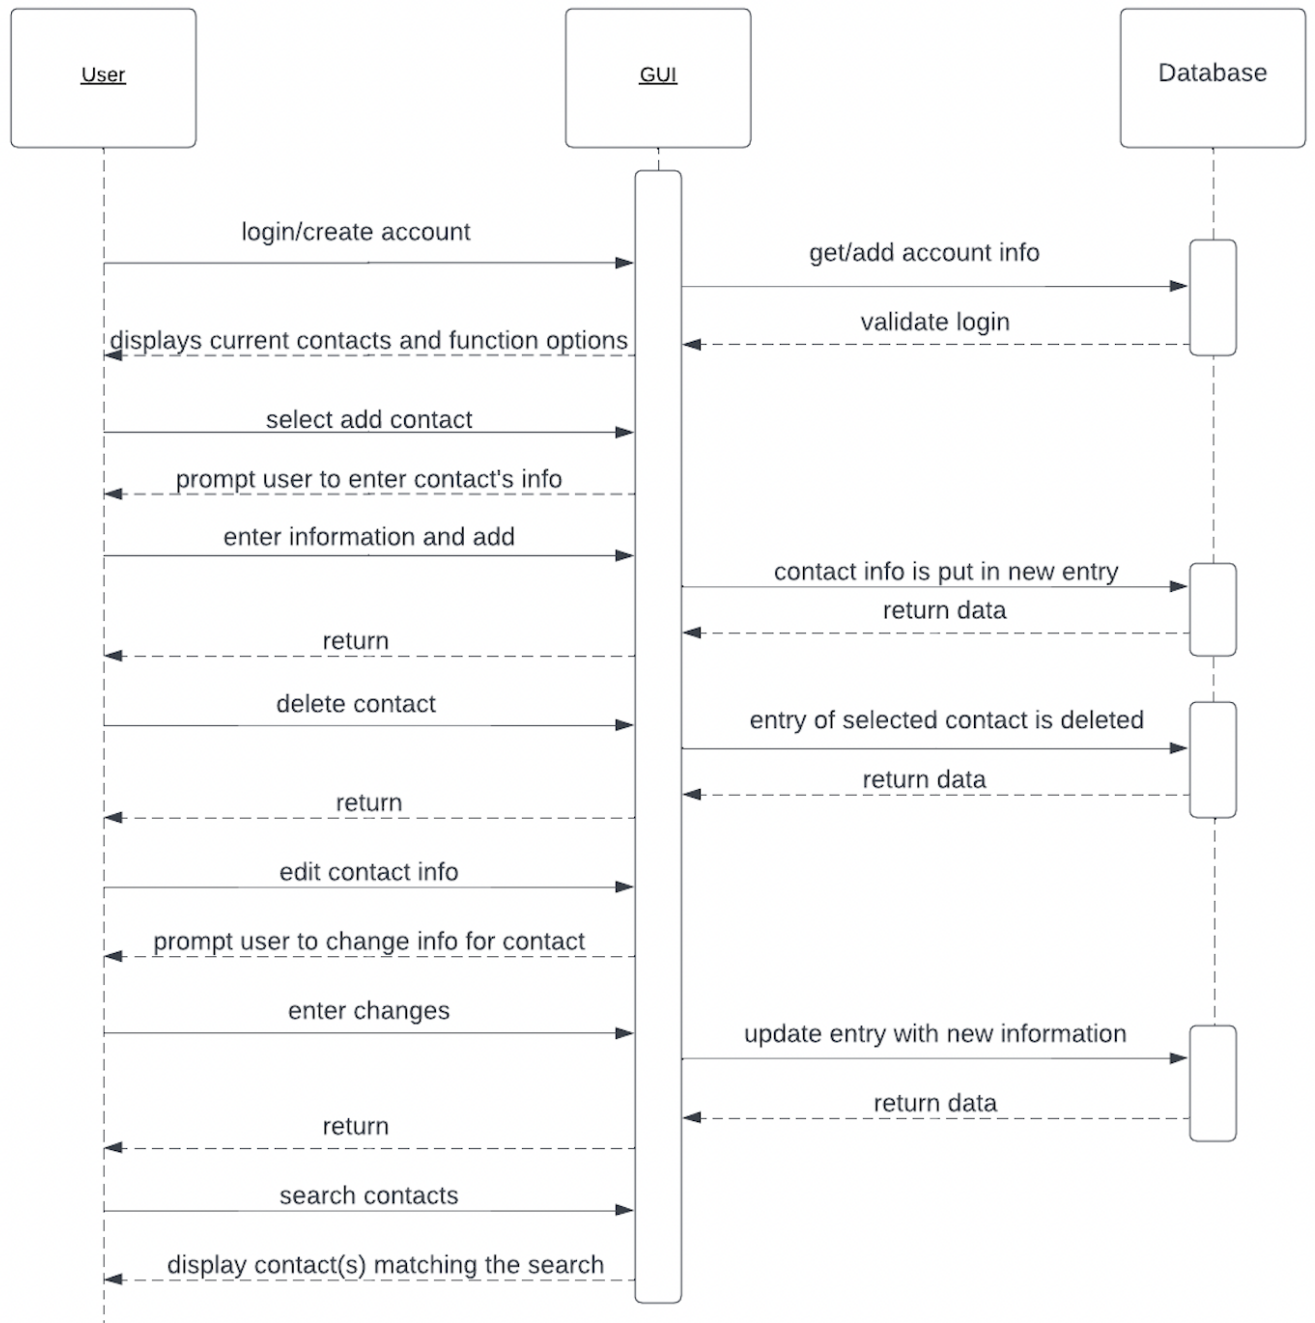 User
GUI
Database
login/create account
get/add account info
validate login
displays current contacts and function options
select add contact
prompt user to enter contact's info
enter information and add
contact info is put in new entry
return data
return
delete contact
entry of selected contact is deleted
return data
return
edit contact info
prompt user to change info for contact
enter changes
update entry with new information
return data
return
search contacts
display contact(s) matching the search